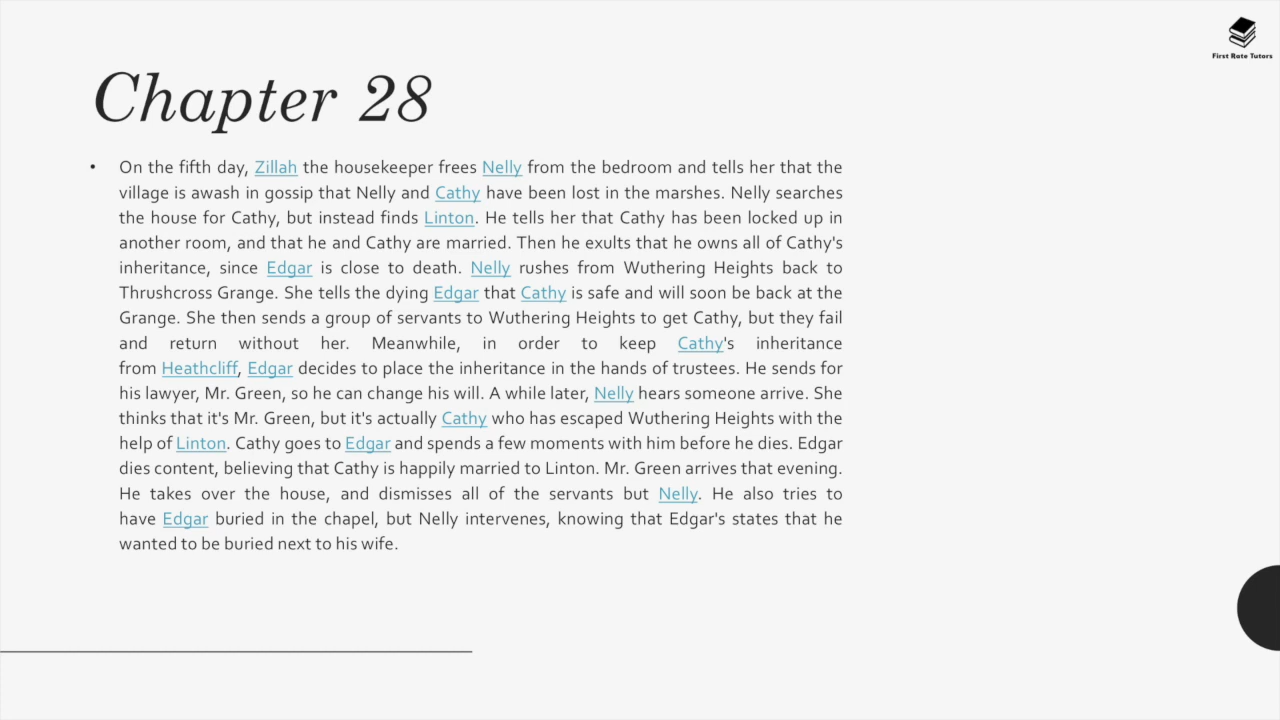 First Rate Tutors
Chapter 28
• On the fifth day, Zillah the housekeeper frees Nelly from the bedroom and tells her that the
village is awash in gossip that Nelly and Cathy have been lost in the marshes. Nelly searches
the house for Cathy, but instead finds Linton. He tells her that Cathy has been locked up in
another room, and that he and Cathy are married. Then he exults that he owns all of Cathy's
inheritance, since Edgar is close to death. Nelly rushes from Wuthering Heights back to
Thrushcross Grange. She tells the dying Edgar that Cathy is safe and will soon be back at the
Grange. She then sends a group of servants to Wuthering Heights to get Cathy, but they fail
and return without her. Meanwhile, in order to keep Cathy's inheritance
from Heathcliff, Edgar decides to place the inheritance in the hands of trustees. He sends for
his lawyer, Mr. Green, so he can change his will. A while later, Nelly hears someone arrive. She
thinks that it's Mr. Green, but it's actually Cathy who has escaped Wuthering Heights with the
help of Linton. Cathy goes to Edgar and spends a few moments with him before he dies. Edgar
dies content, believing that Cathy is happily married to Linton. Mr. Green arrives that evening.
He takes over the house, and dismisses all of the servants but Nelly. He also tries to
have Edgar buried in the chapel, but Nelly intervenes, knowing that Edgar's states that he
wanted to be buried next to his wife.